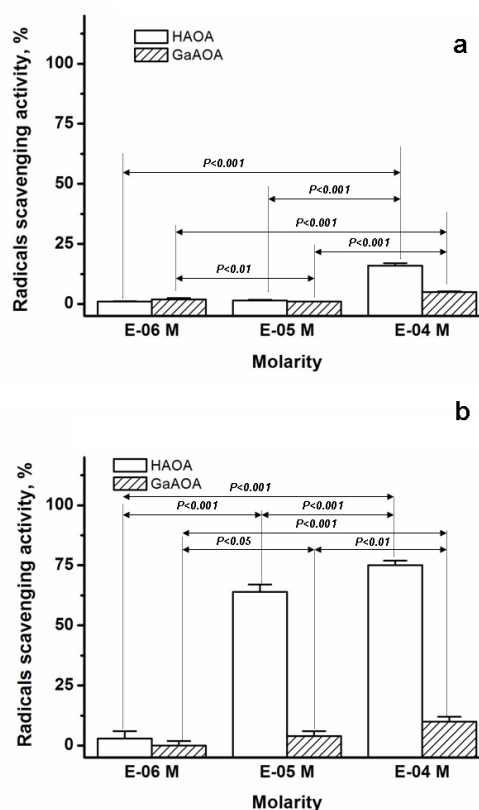 a
HAOA
GaAOA
Radicals scavenging activity, %
100
75
50
25
0
P<0.001
P<0.001
P<0.001
P<0.001
P<0.01
E-06 M E-05 M E-04 M
Molarity
b
HAOA
GaAOA
Radicals scavenging activity, %
100
75
50
25
0
P<0.001
P<0.001 P<0.001
P<0.001
P<0.05 P<0.01
E-06 M E-05 M E-04 M
Molarity